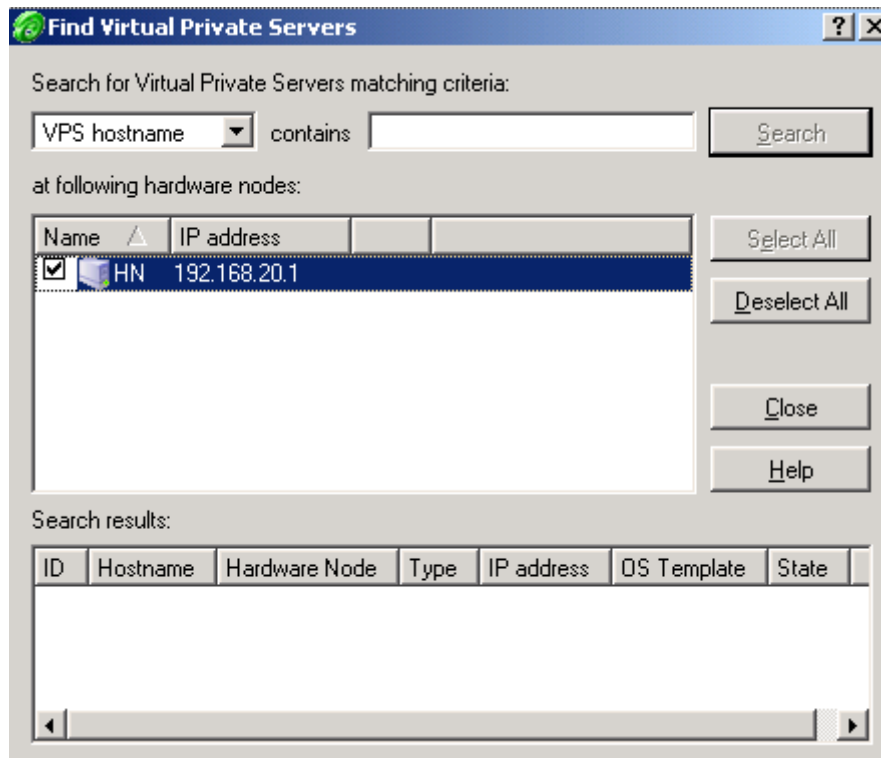 Find Virtual Private Servers
Search for Virtual Private Servers matching criteria:
VPS hostname contains Search
at following hardware nodes:
Name IP address Select All
HN 192.168.20.1
Deselect All
Close
Help
Search results:
ID Hostname Hardware Node Type IP address OS Template State